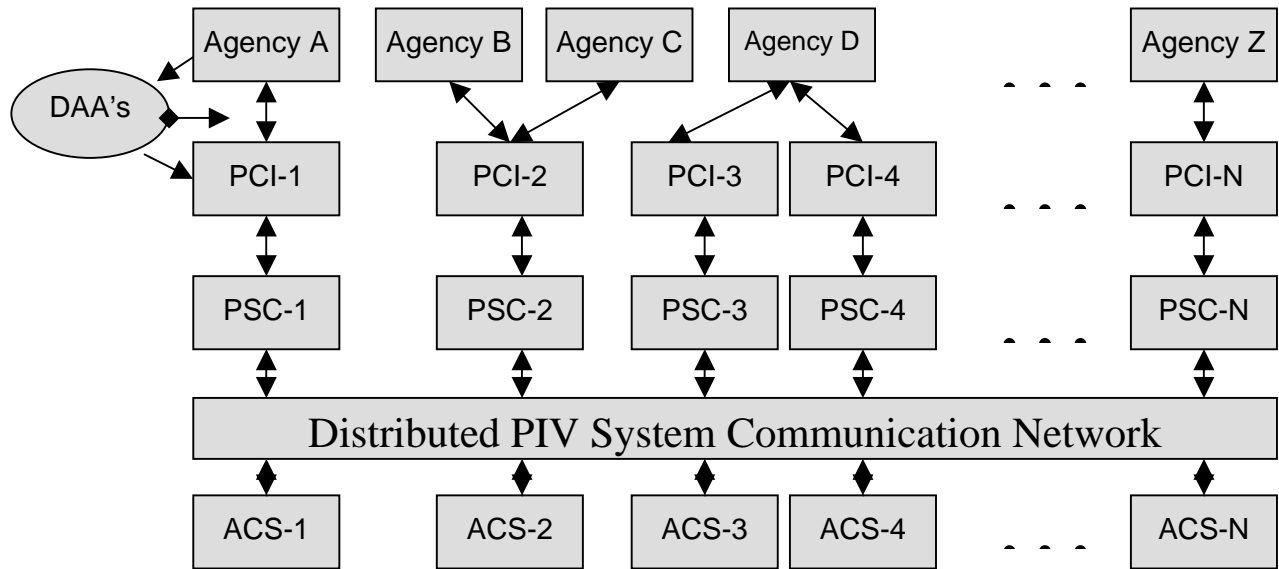 Agency A Agency B Agency C Agency D Agency Z
DAA's
PCI-1 PCI-2 PCI-3 PCI-4 PCI-N
PSC-1 PSC-2 PSC-3 PSC-4 PSC-N
Distributed PIV System Communication Network
ACS-1 ACS-2 ACS-3 ACS-4 ACS-N